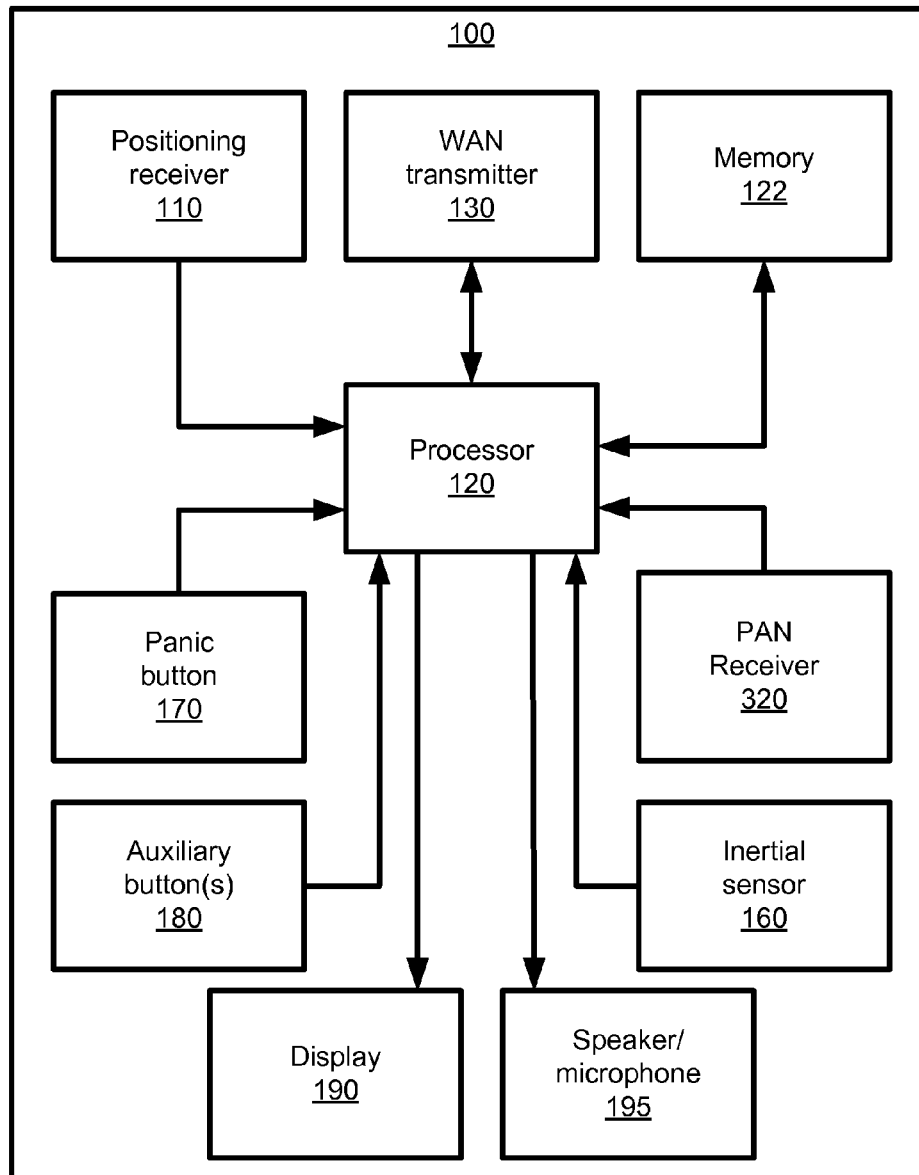 100
Positioning
receiver
110
WAN
transmitter
130
Memory
122
Processor
120
Panic
button
170
PAN
Receiver
320
Auxiliary
button(s)
180
Inertial
sensor
160
Display
190
Speaker/
microphone
195